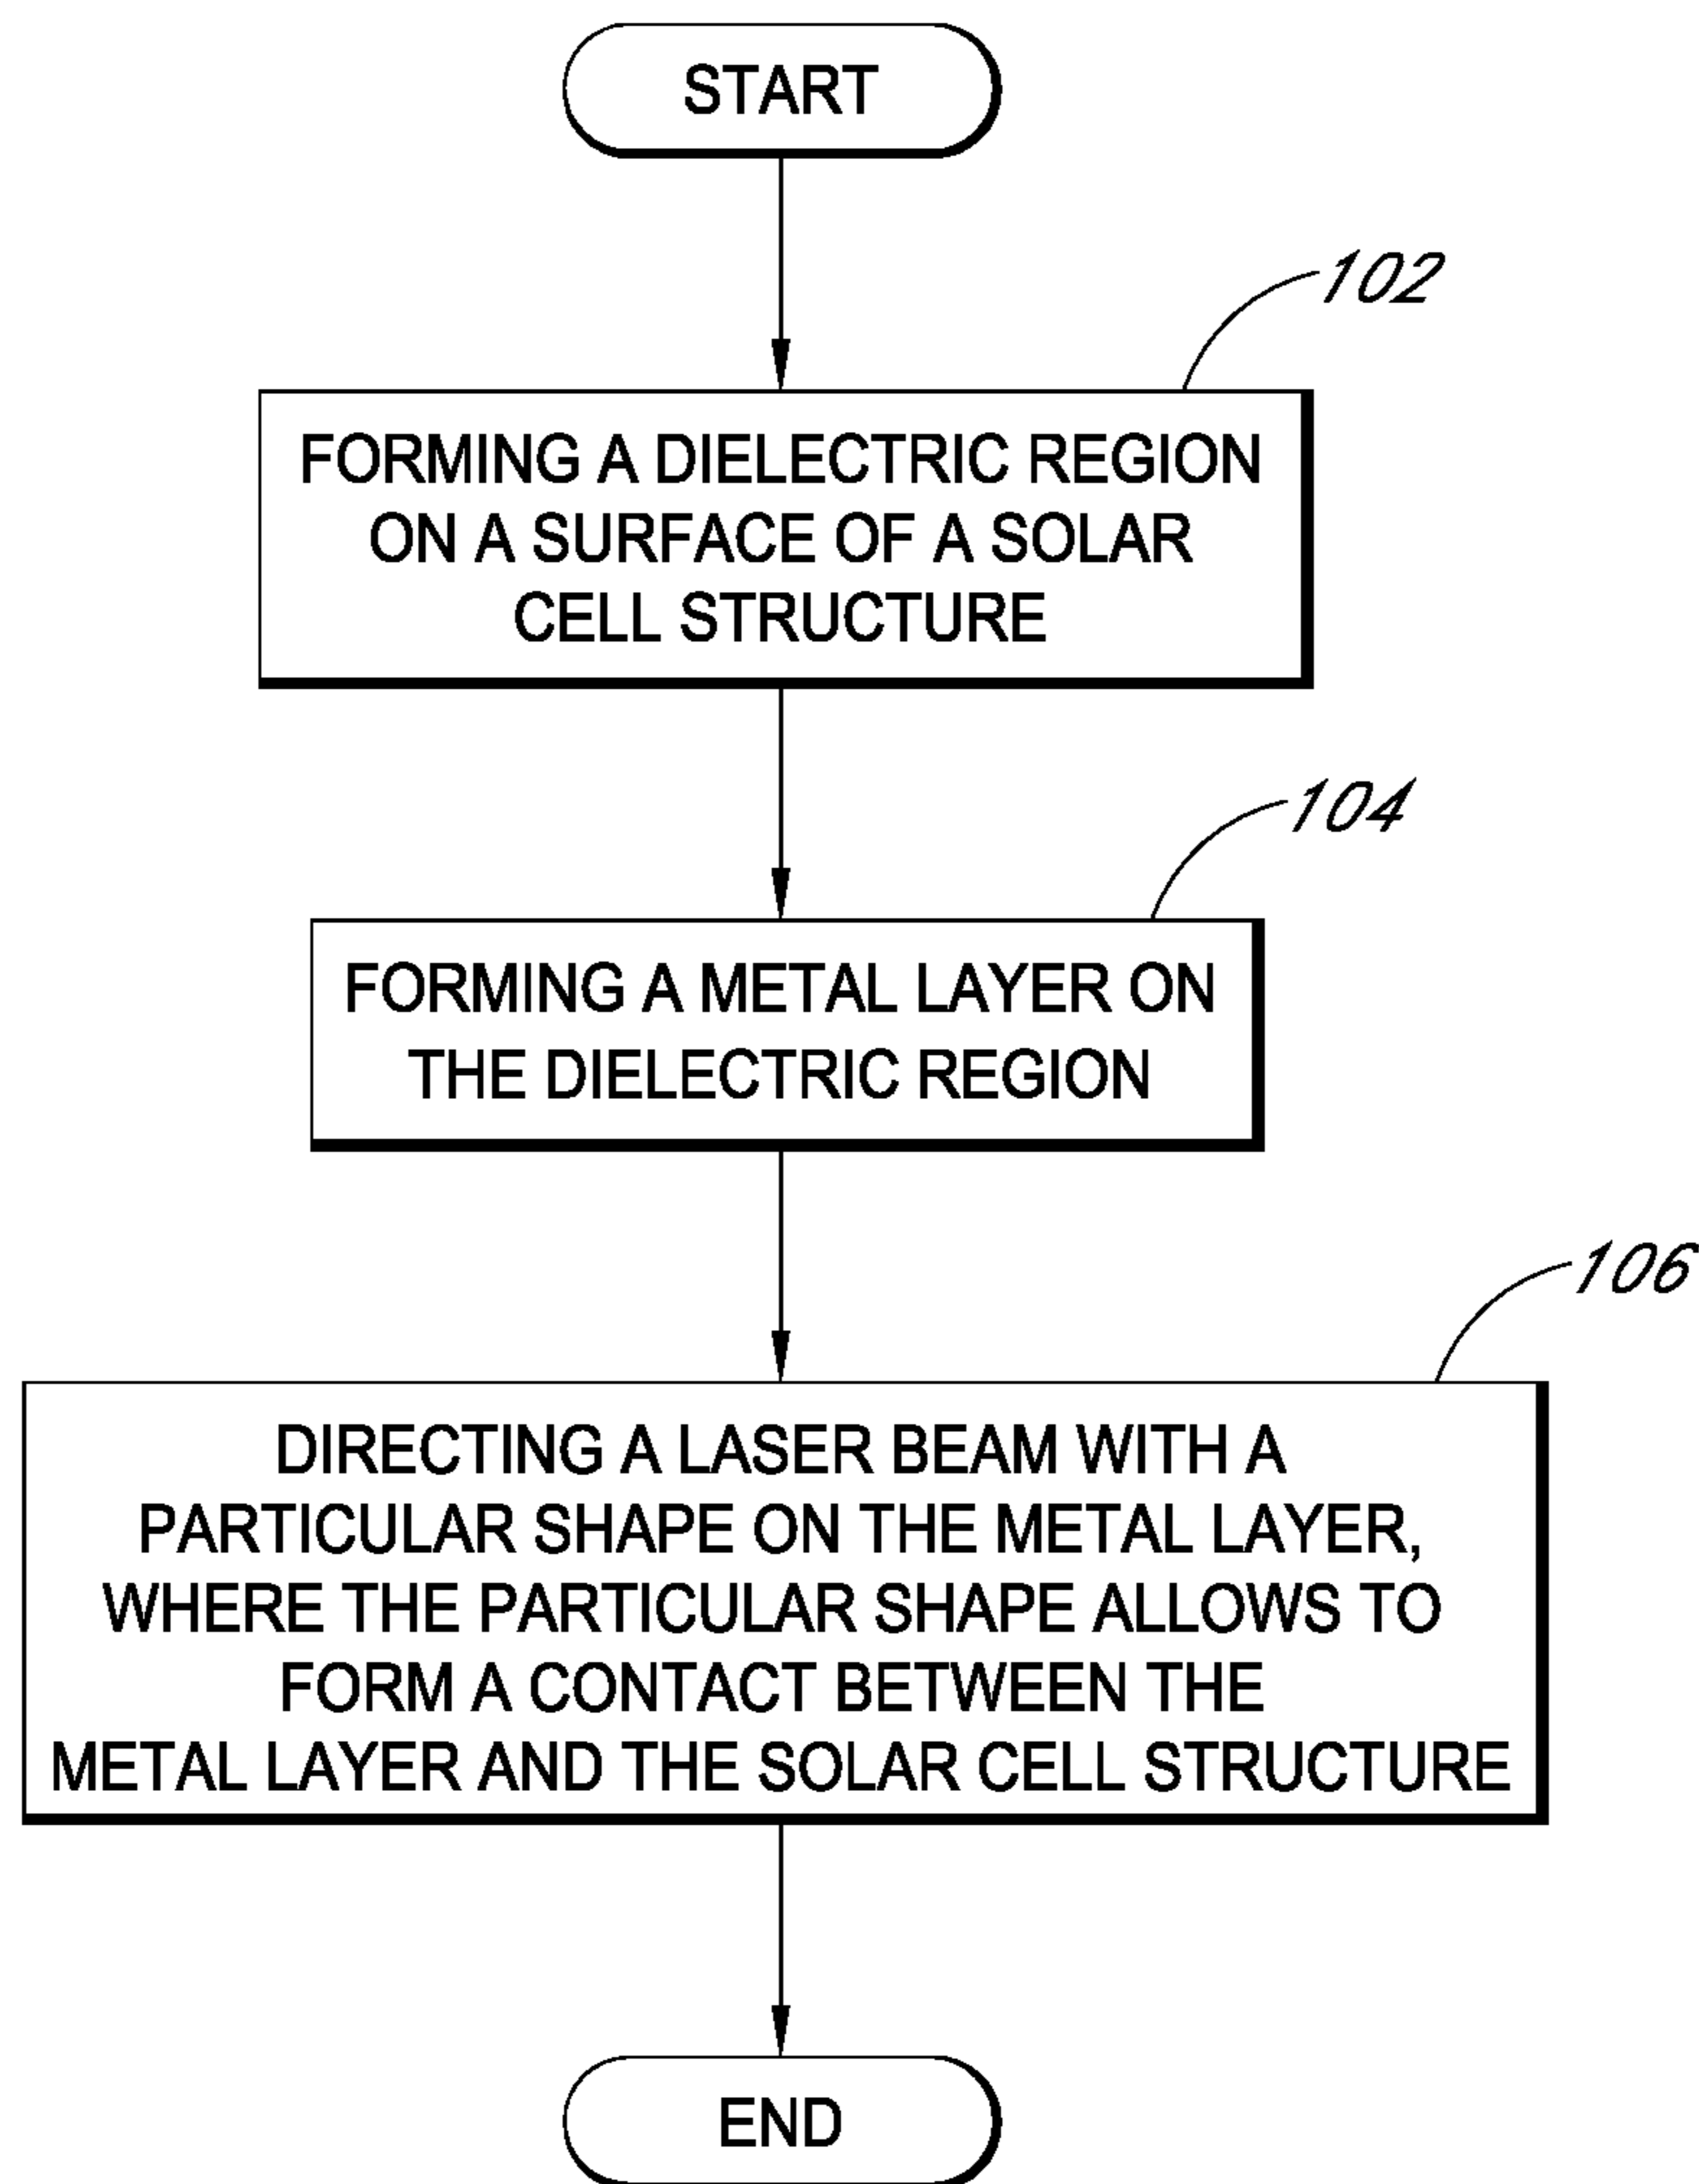 START
102
FORMING A DIELECTRIC REGION
ON A SURFACE OF A SOLAR
CELL STRUCTURE
104
FORMING A METAL LAYER ON
THE DIELECTRIC REGION
106
DIRECTING A LASER BEAM WITH A
PARTICULAR SHAPE ON THE METAL LAYER,
WHERE THE PARTICULAR SHAPE ALLOWS TO
FORM A CONTACT BETWEEN THE
METAL LAYER AND THE SOLAR CELL STRUCTURE
END